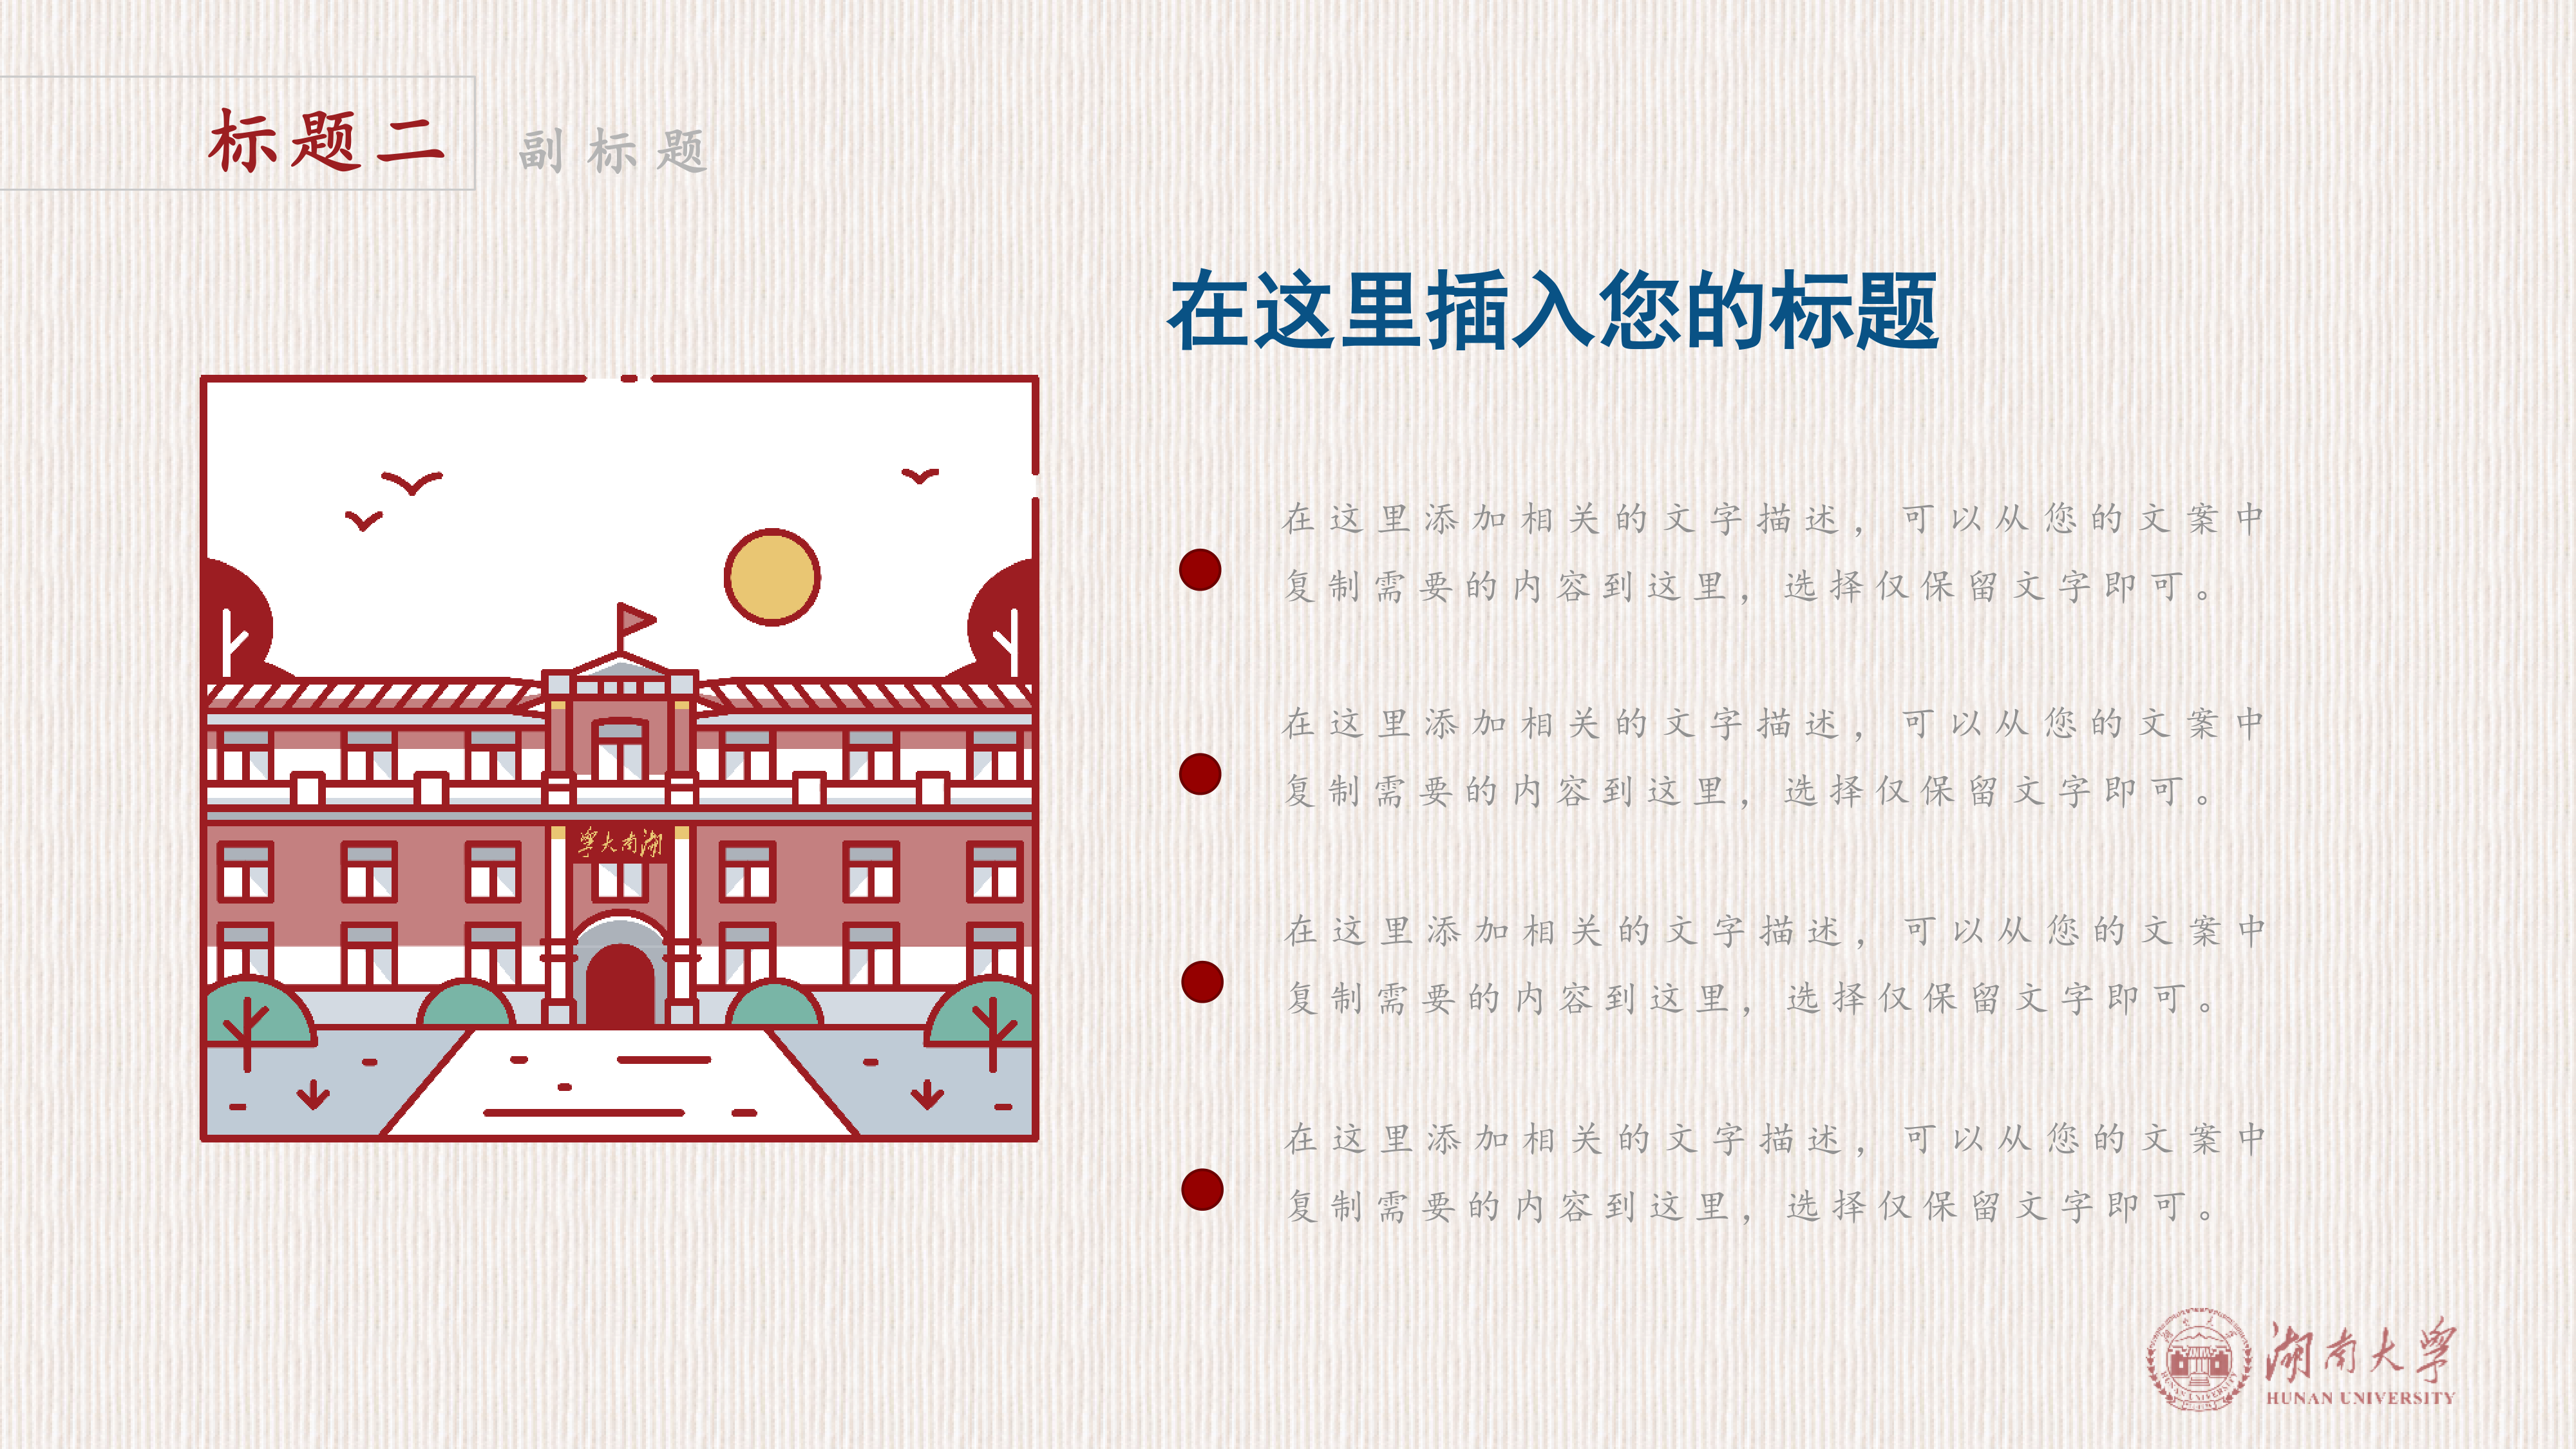 标题二
副标题
在这里插入您的标题
在这里添加相关的文字描述，可以从您的文案中
复制需要的内容到这里，选择仅保留文字即可。
在这里添加相关的文字描述，可以从您的文案中
复制需要的内容到这里，选择仅保留文字即可。
在这里添加相关的文字描述，可以从您的文案中
复制需要的内容到这里，选择仅保留文字即可。
在这里添加相关的文字描述，可以从您的文案中
复制需要的内容到这里，选择仅保留文字即可。
學大南湖
湖南大學
HUNAN UNIVERSITY
湖南大學
HUNAN UNIVERSITY